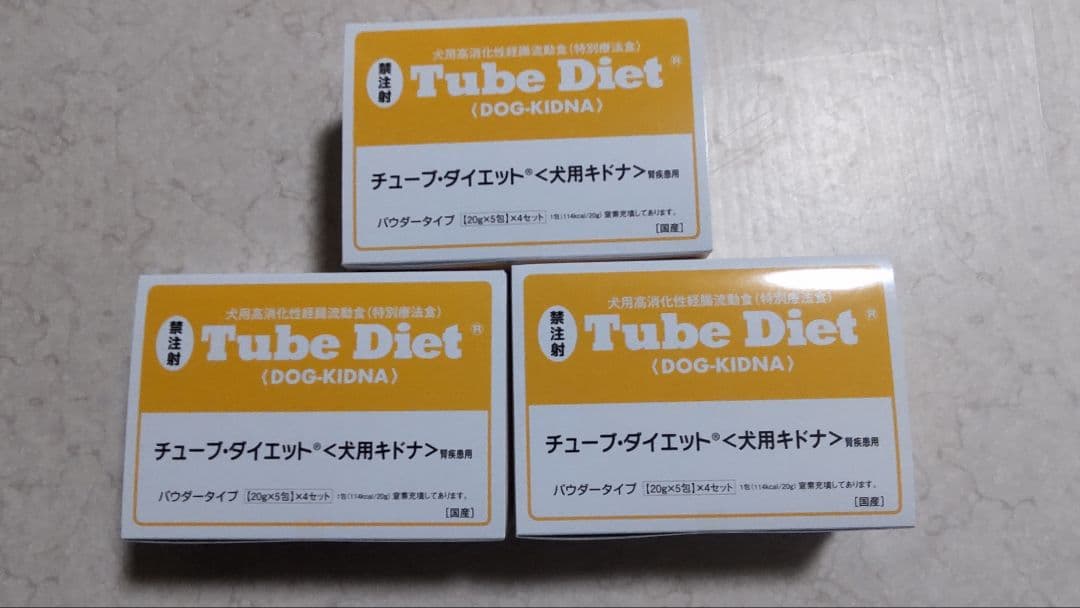 犬用高消化性経腸流動食(特別療法食)
禁注射
Tube Diet®
〈DOG-KIDNA〉
チューブ・ダイエット®<犬用キドナ>腎疾患用
パウダータイプ 【20g×5包】×4セット 1包(114kcal/20g) 窒素充填してあります。
[国産]
犬用高消化性経腸流動食(特別療法食)
禁注射
Tube Diet®
〈DOG-KIDNA〉
チューブ・ダイエット®<犬用キドナ>腎疾患用
パウダータイプ 【20g×5包】×4セット 1包(114kcal/20g) 窒素充填してあります。
[国産]
犬用高消化性経腸流動食(特別療法食)
禁注射
Tube Diet®
〈DOG-KIDNA〉
チューブ・ダイエット®<犬用キドナ>腎疾患用
パウダータイプ 【20g×5包】×4セット 1包(114kcal/20g) 窒素充填してあります。
[国産]